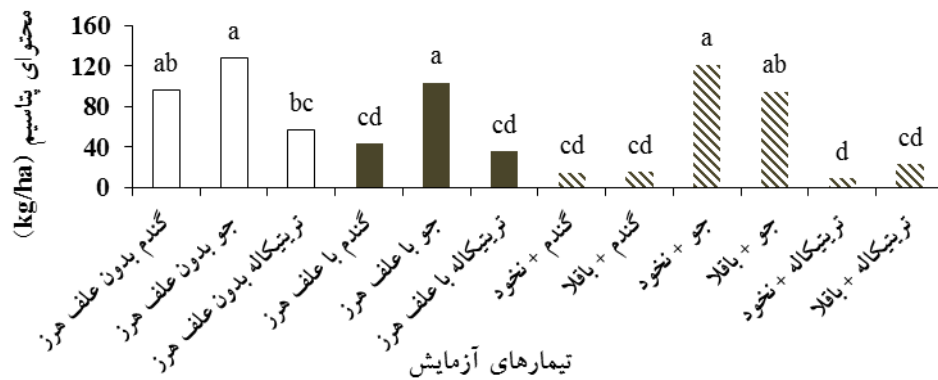 محتوای پتاسیم (kg/ha)
160
120
80
40
0
ab
a
bc
cd
a
cd
cd
cd
a
ab
d
cd
گندم بدون علف هرز
جو بدون علف هرز
تریتیکاله بدون علف هرز
گندم با علف هرز
جو با علف هرز
تریتیکاله با علف هرز
گندم + نخود
گندم + باقلا
جو + نخود
جو + باقلا
تریتیکاله + نخود
تریتیکاله + باقلا
تیمارهای آزمایش